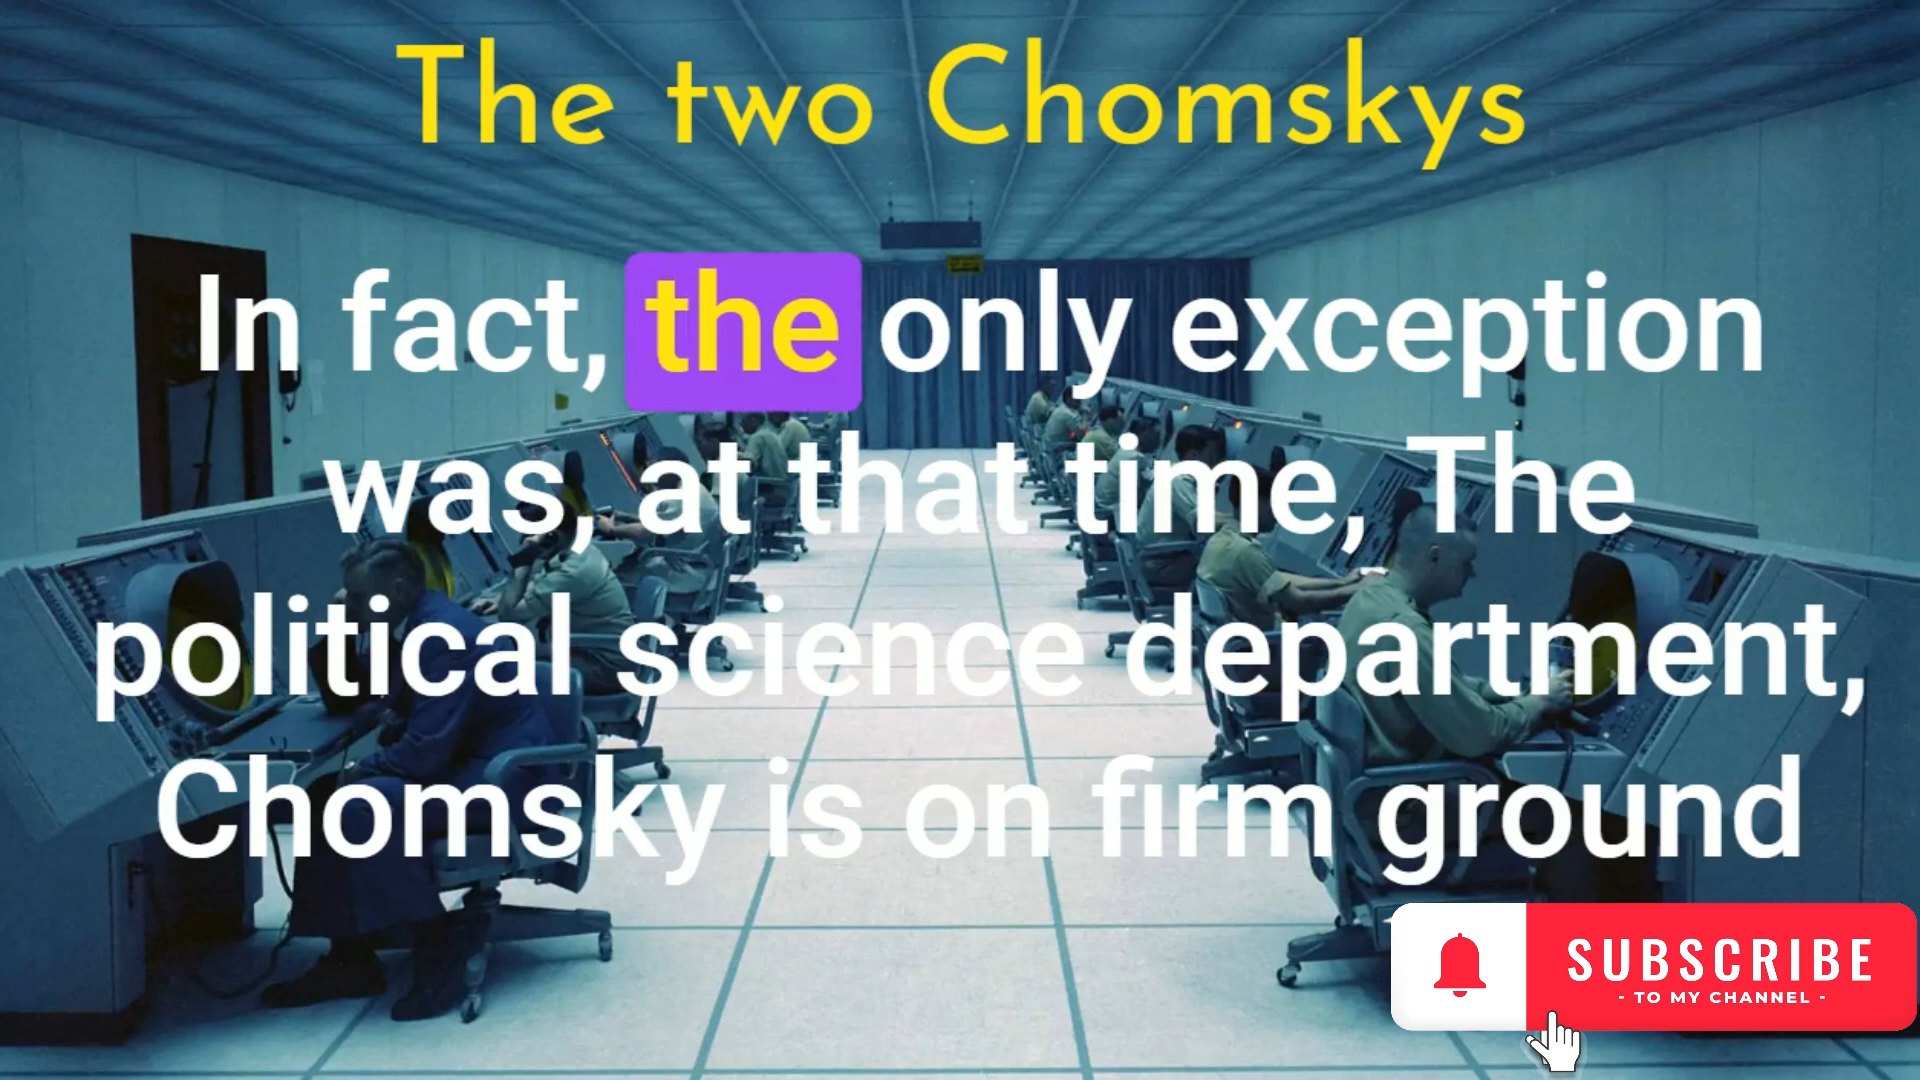 The two Chomskys
In fact, the only exception
was, at that time, The
political science department,
Chomsky is on firm ground
SUBSCRIBE
- TO MY CHANNEL -